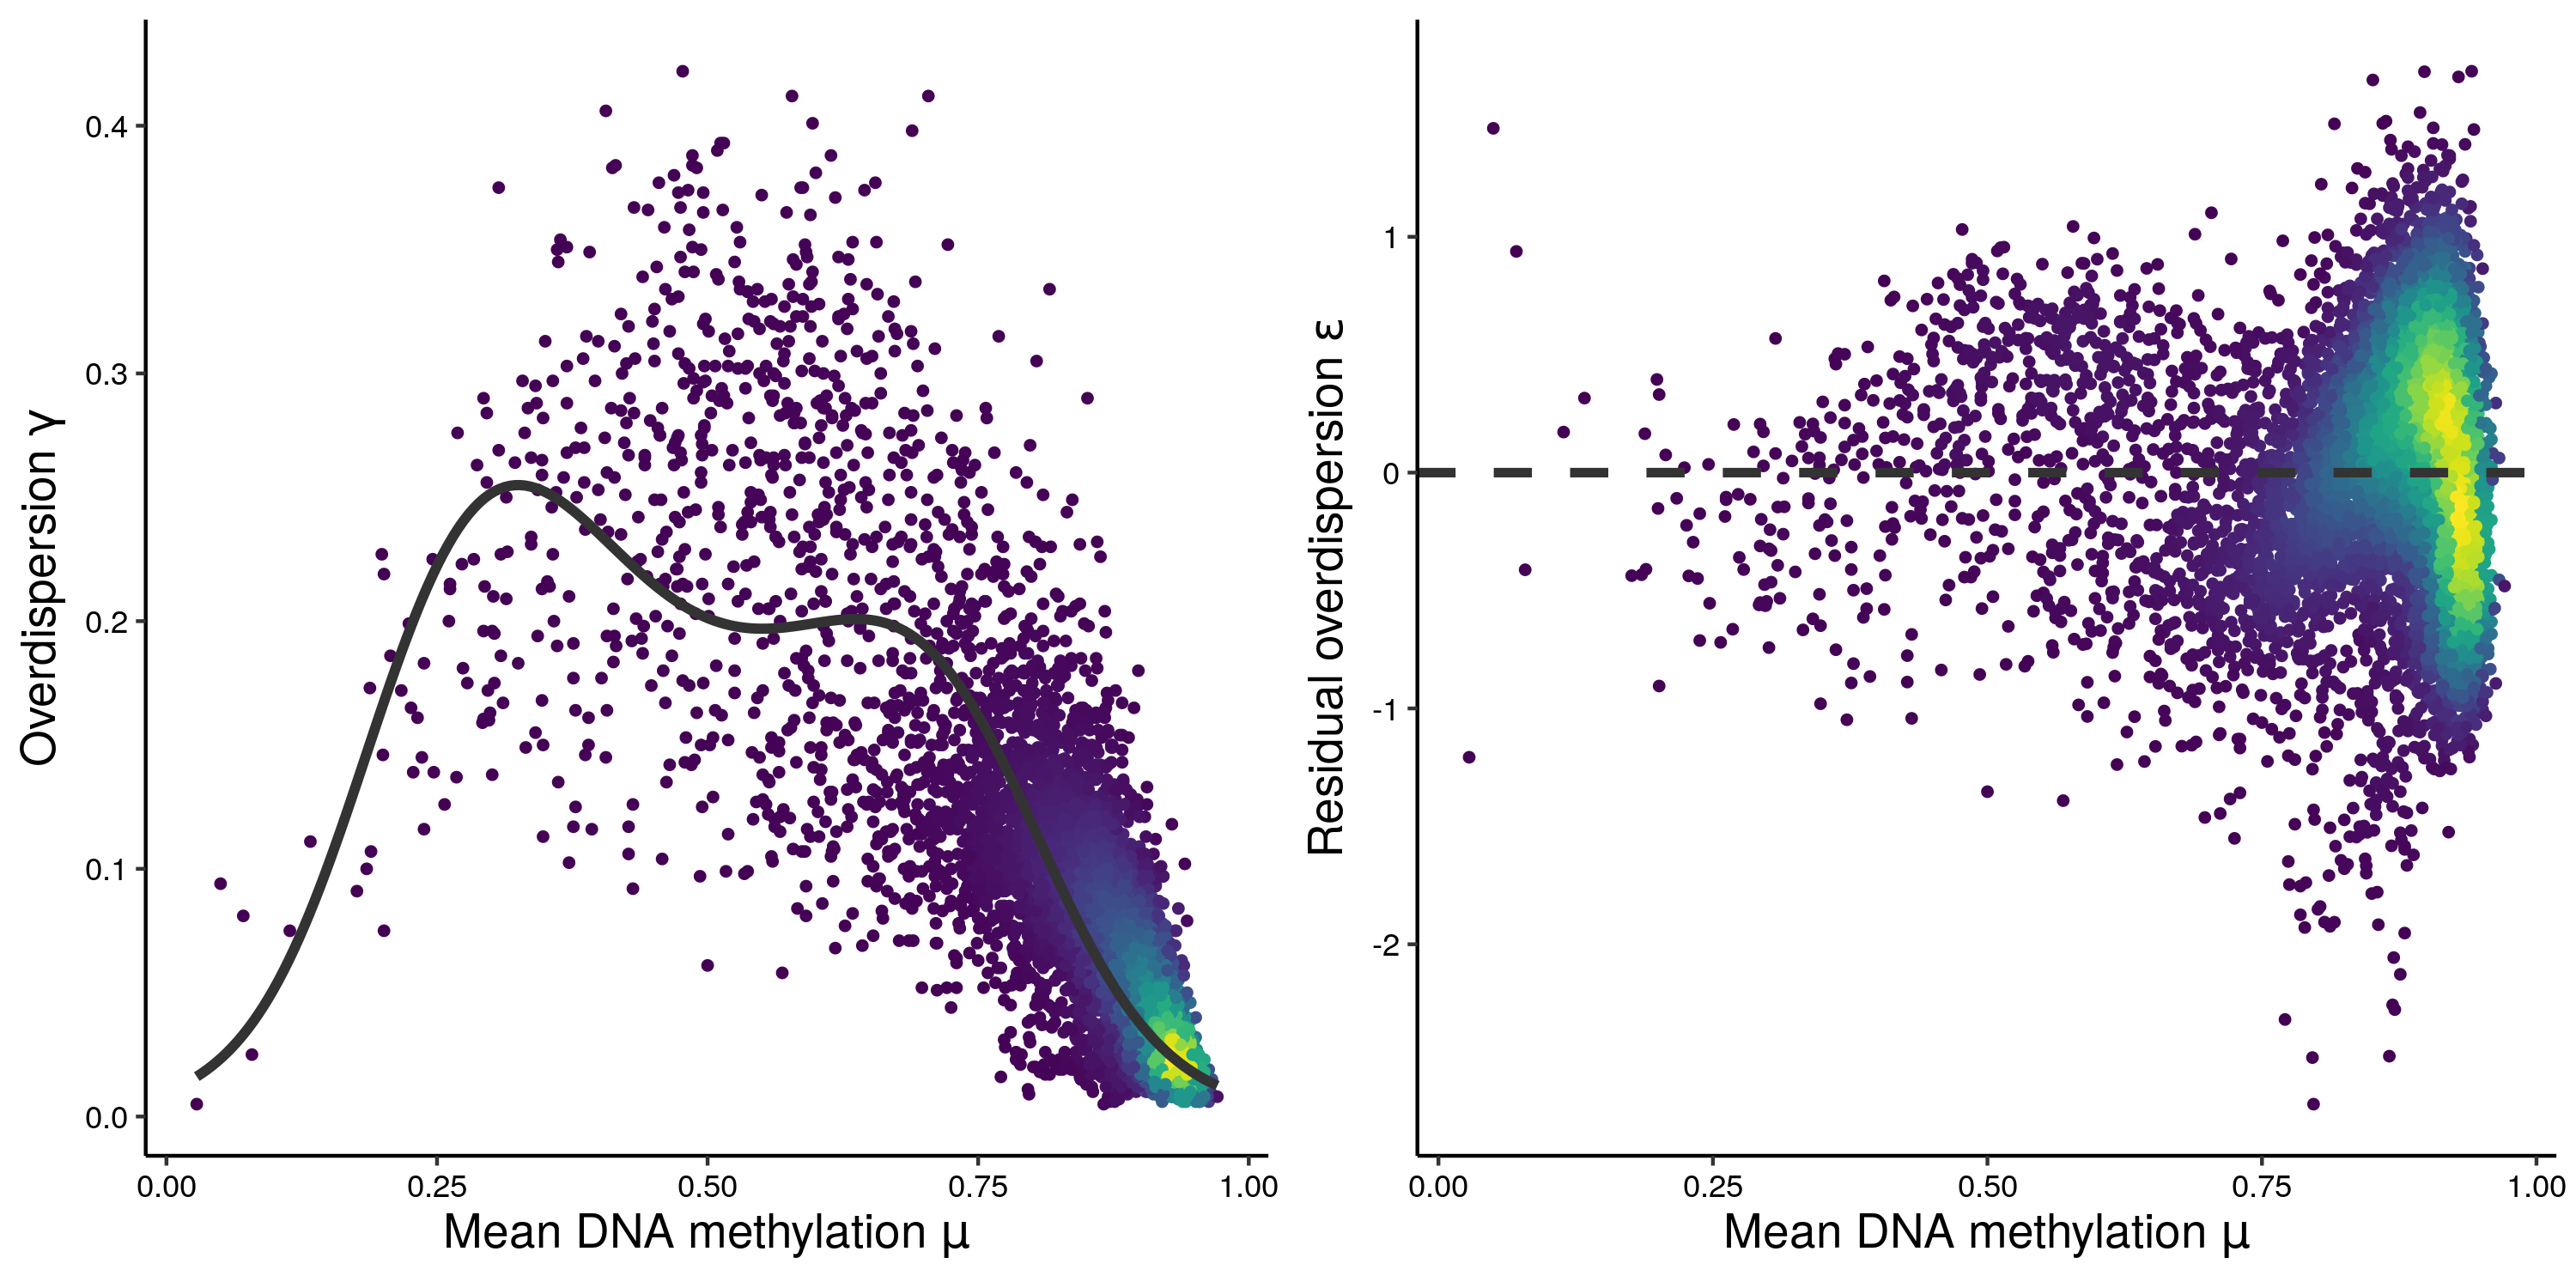 Overdispersion γ
0.4
0.3
0.2
0.1
0.0
0.00 0.25 0.50 0.75 1.00
Mean DNA methylation μ
Residual overdispersion ε
1
0
-1
-2
0.00 0.25 0.50 0.75 1.00
Mean DNA methylation μ